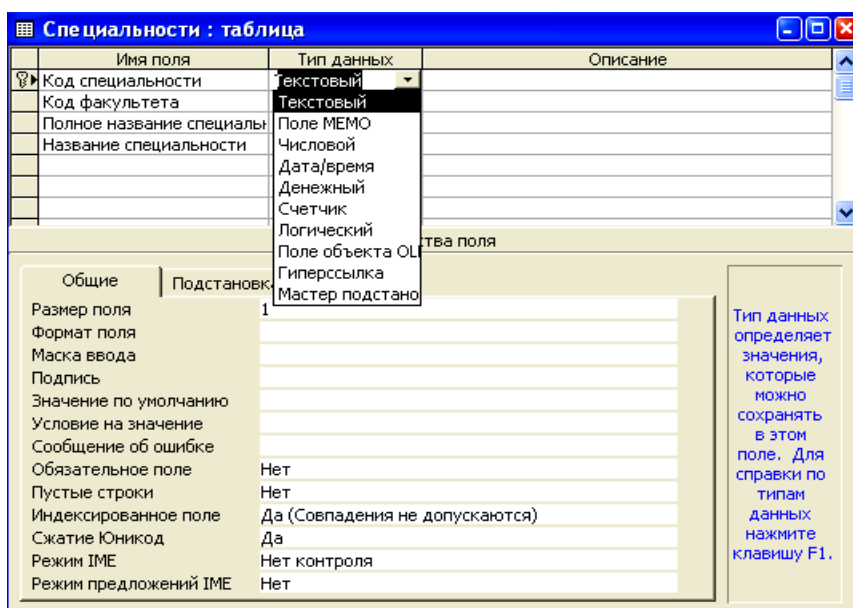 Специальности : таблица
Имя поля Тип данных Описание
Код специальности Текстовый
Код факультета Текстовый
Полное название специальн Поле MEMO
Название специальности Числовой
Дата/время
Денежный
Счетчик
Логический
тва поля
Поле объекта OLE
Гиперссылка
Мастер подстано
Общие Подстановк
Размер поля 1
Формат поля
Маска ввода
Подпись
Значение по умолчанию
Условие на значение
Сообщение об ошибке
Обязательное поле Нет
Пустые строки Нет
Индексированное поле Да (Совпадения не допускаются)
Сжатие Юникод Да
Режим IME Нет контроля
Режим предложений IME Нет
Тип данных
определяет
значения,
которые
можно
сохранять
в этом
поле. Для
справки по
типам
данных
нажмите
клавишу F1.